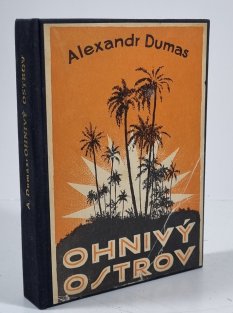 Alexandr Dumas
OHNIVÝ
OSTROV
A. Dumas: OHNIVÝ OSTROV